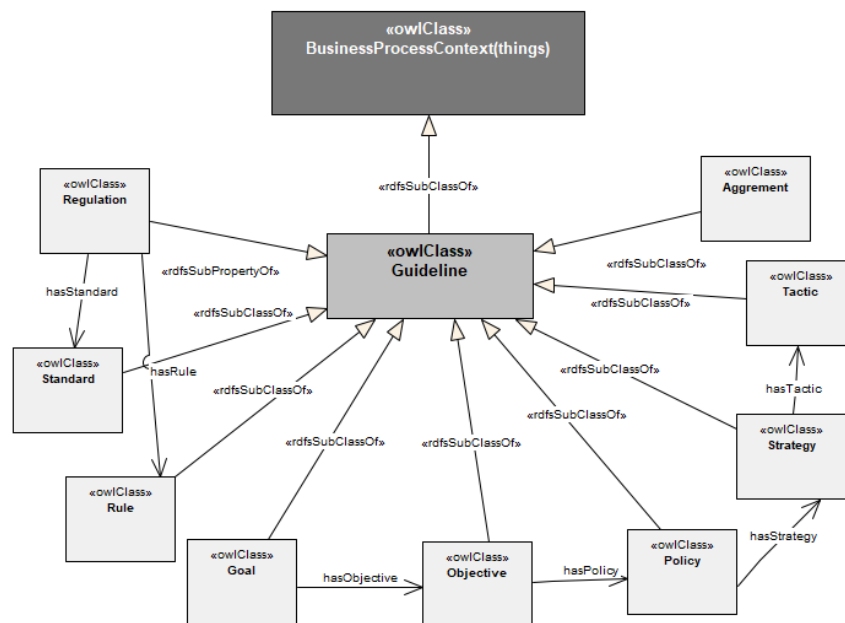 «owlClass»
BusinessProcessContext(things)
«rdfsSubClassOf»
«owlClass»
Regulation
«owlClass»
Aggrement
«owlClass»
Guideline
«rdfsSubPropertyOf»
«rdfsSubClassOf»
hasStandard
«rdfsSubClassOf»
«owlClass»
Tactic
«rdfsSubClassOf»
«owlClass»
Standard
hasRule
«rdfsSubClassOf»
«rdfsSubClassOf»
hasTactic
«rdfsSubClassOf»
«owlClass»
Strategy
«rdfsSubClassOf»
«rdfsSubClassOf»
«owlClass»
Rule
«owlClass»
Goal
hasObjective
«owlClass»
Objective
hasPolicy
«owlClass»
Policy
hasStrategy